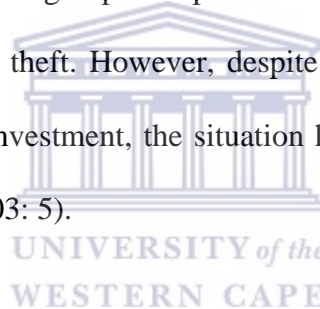 theft. However, despite
nvestment, the situation
03: 5).
UNIVERSITY of the
WESTERN CAPE